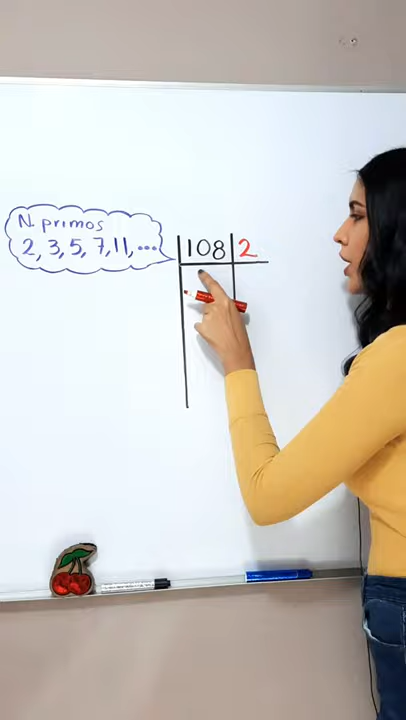 N. primos
2, 3, 5, 7, 11, ...
108 2